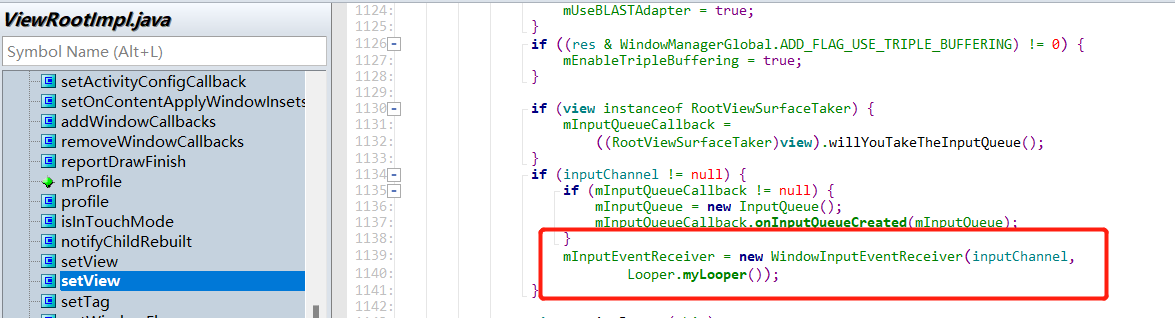 ViewRootImpl.java
Symbol Name (Alt+L)
setActivityConfigCallback
setOnContentApplyWindowInsets
addWindowCallbacks
removeWindowCallbacks
reportDrawFinish
mProfile
profile
isInTouchMode
notifyChildRebuilt
setView
setView
setTag
1124: mUseBLASTAdapter = true;
1125: }
1126: if ((res & WindowManagerGlobal.ADD_FLAG_USE_TRIPLE_BUFFERING) != 0) {
1127: mEnableTripleBuffering = true;
1128: }
1129:
1130: if (view instanceof RootViewSurfaceTaker) {
1131: mInputQueueCallback =
1132: ((RootViewSurfaceTaker)view).willYouTakeTheInputQueue();
1133: }
1134: if (inputChannel != null) {
1135: if (mInputQueueCallback != null) {
1136: mInputQueue = new InputQueue();
1137: mInputQueueCallback.onInputQueueCreated(mInputQueue);
1138: }
1139: mInputEventReceiver = new WindowInputEventReceiver(inputChannel,
1140: Looper.myLooper());
1141: }
1142: